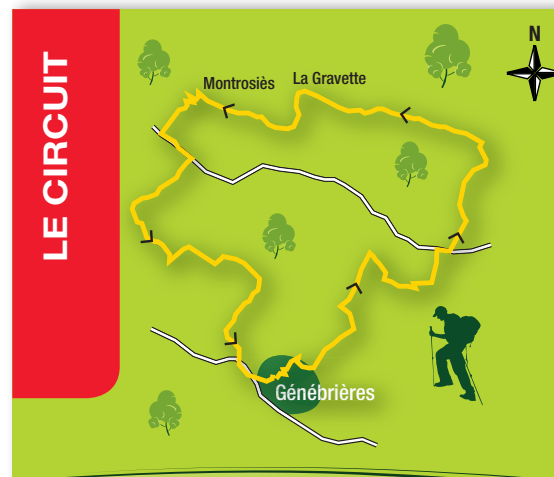 LE CIRCUIT
N
Montrosiès
La Gravette
Génébrières